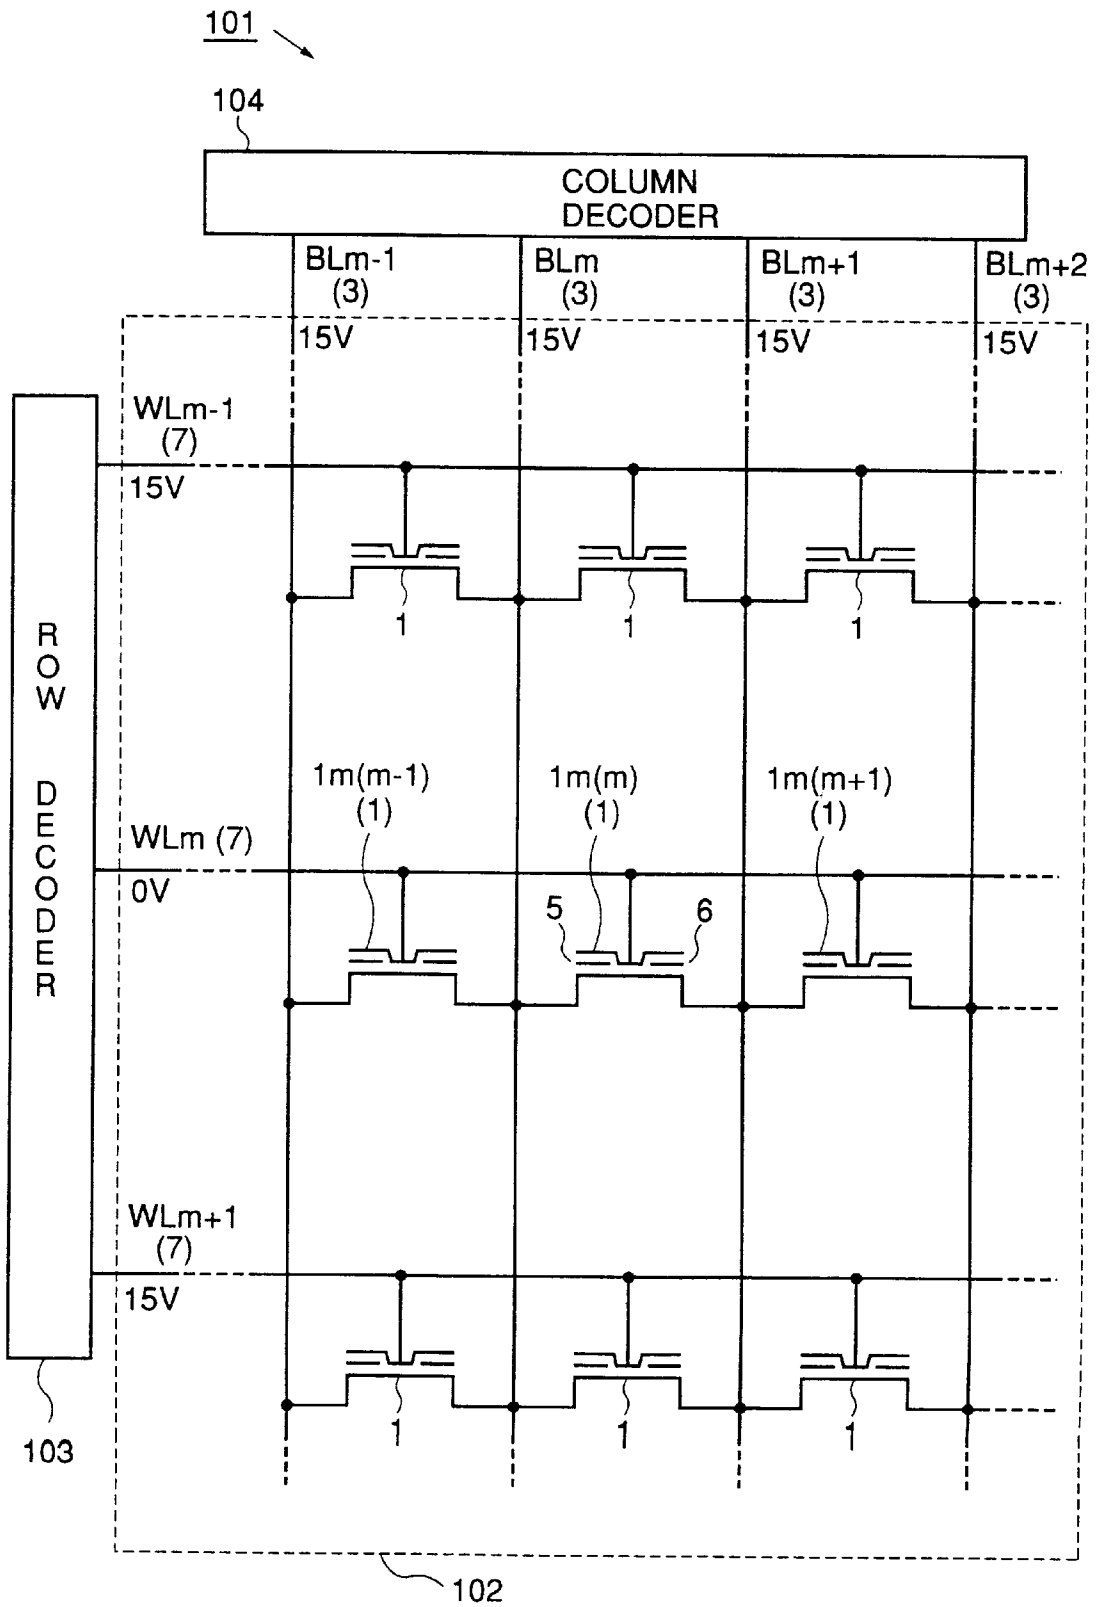 101
104
COLUMN
DECODER
BLm-1
(3)
BLm
(3)
BLm+1
(3)
BLm+2
(3)
15V
15V
15V
15V
WLm-1
(7)
15V
1
1
1
ROW DECODER
1m(m-1)
(1)
1m(m)
(1)
1m(m+1)
(1)
WLm (7)
0V
5
6
WLm+1
(7)
15V
1
1
1
103
102